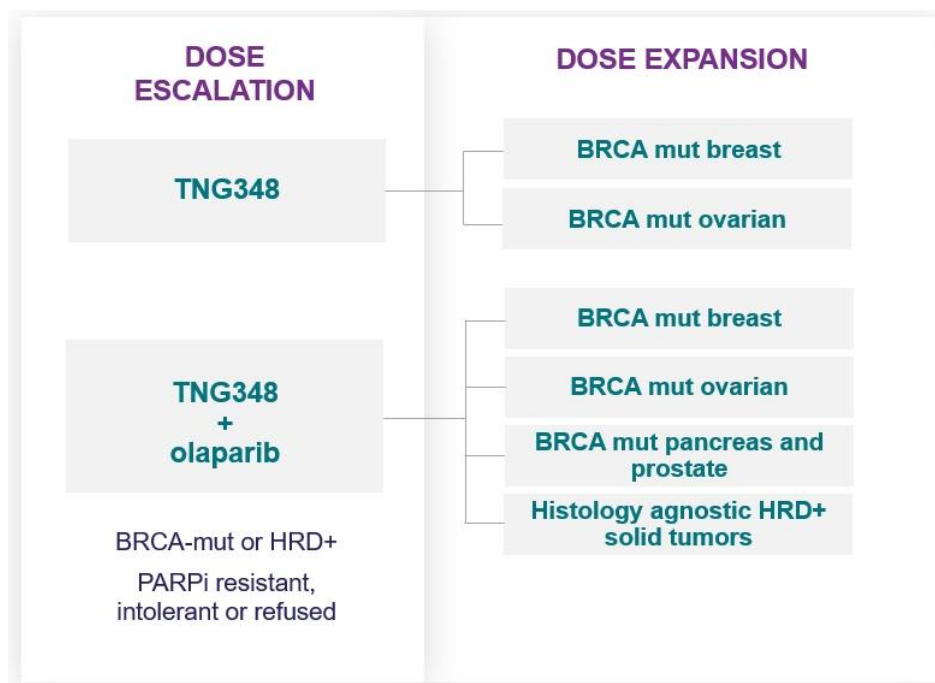 DOSE
ESCALATION
TNG348
TNG348
+
olaparib
BRCA-mut or HRD+
PARPi resistant,
intolerant or refused
DOSE EXPANSION
BRCA mut breast
BRCA mut ovarian
BRCA mut breast
BRCA mut ovarian
BRCA mut pancreas and
prostate
Histology agnostic HRD+
solid tumors